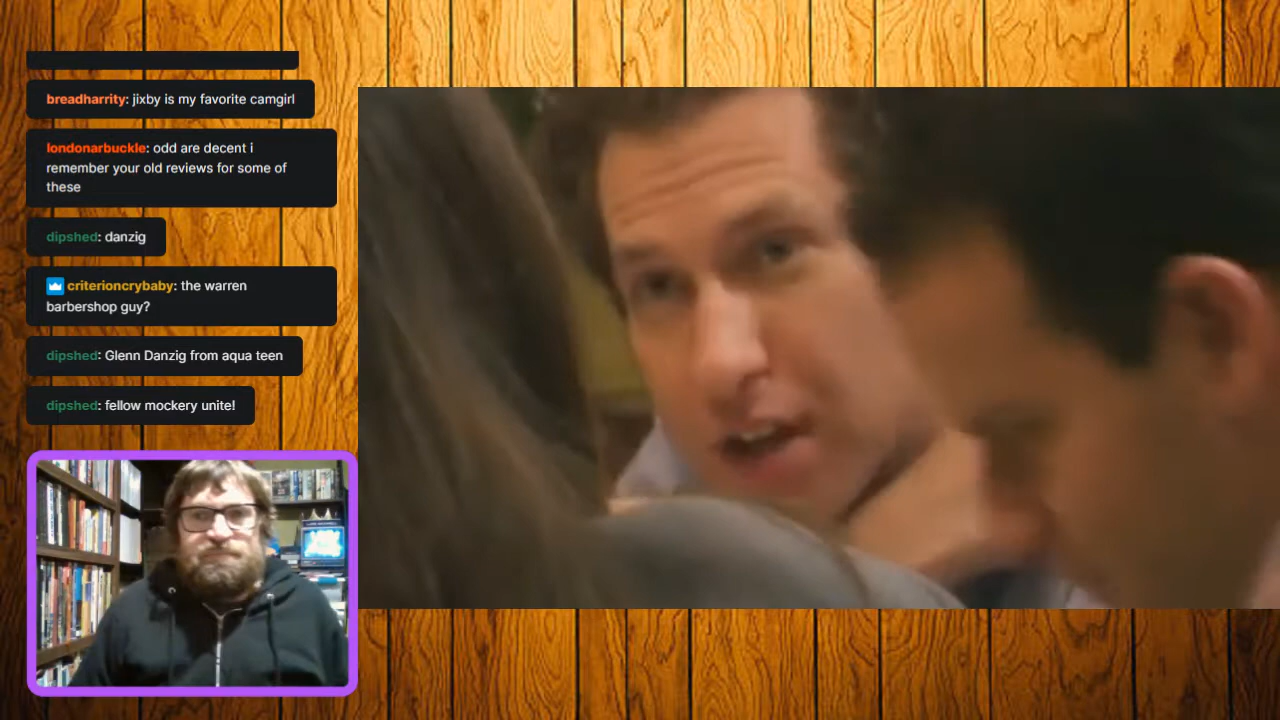 breadharrity: jixby is my favorite camgirl
londonarbuckle: odd are decent i
remember your old reviews for some of
these
dipshed: danzig
criterioncrybaby: the warren
barbershop guy?
dipshed: Glenn Danzig from aqua teen
dipshed: fellow mockery unite!